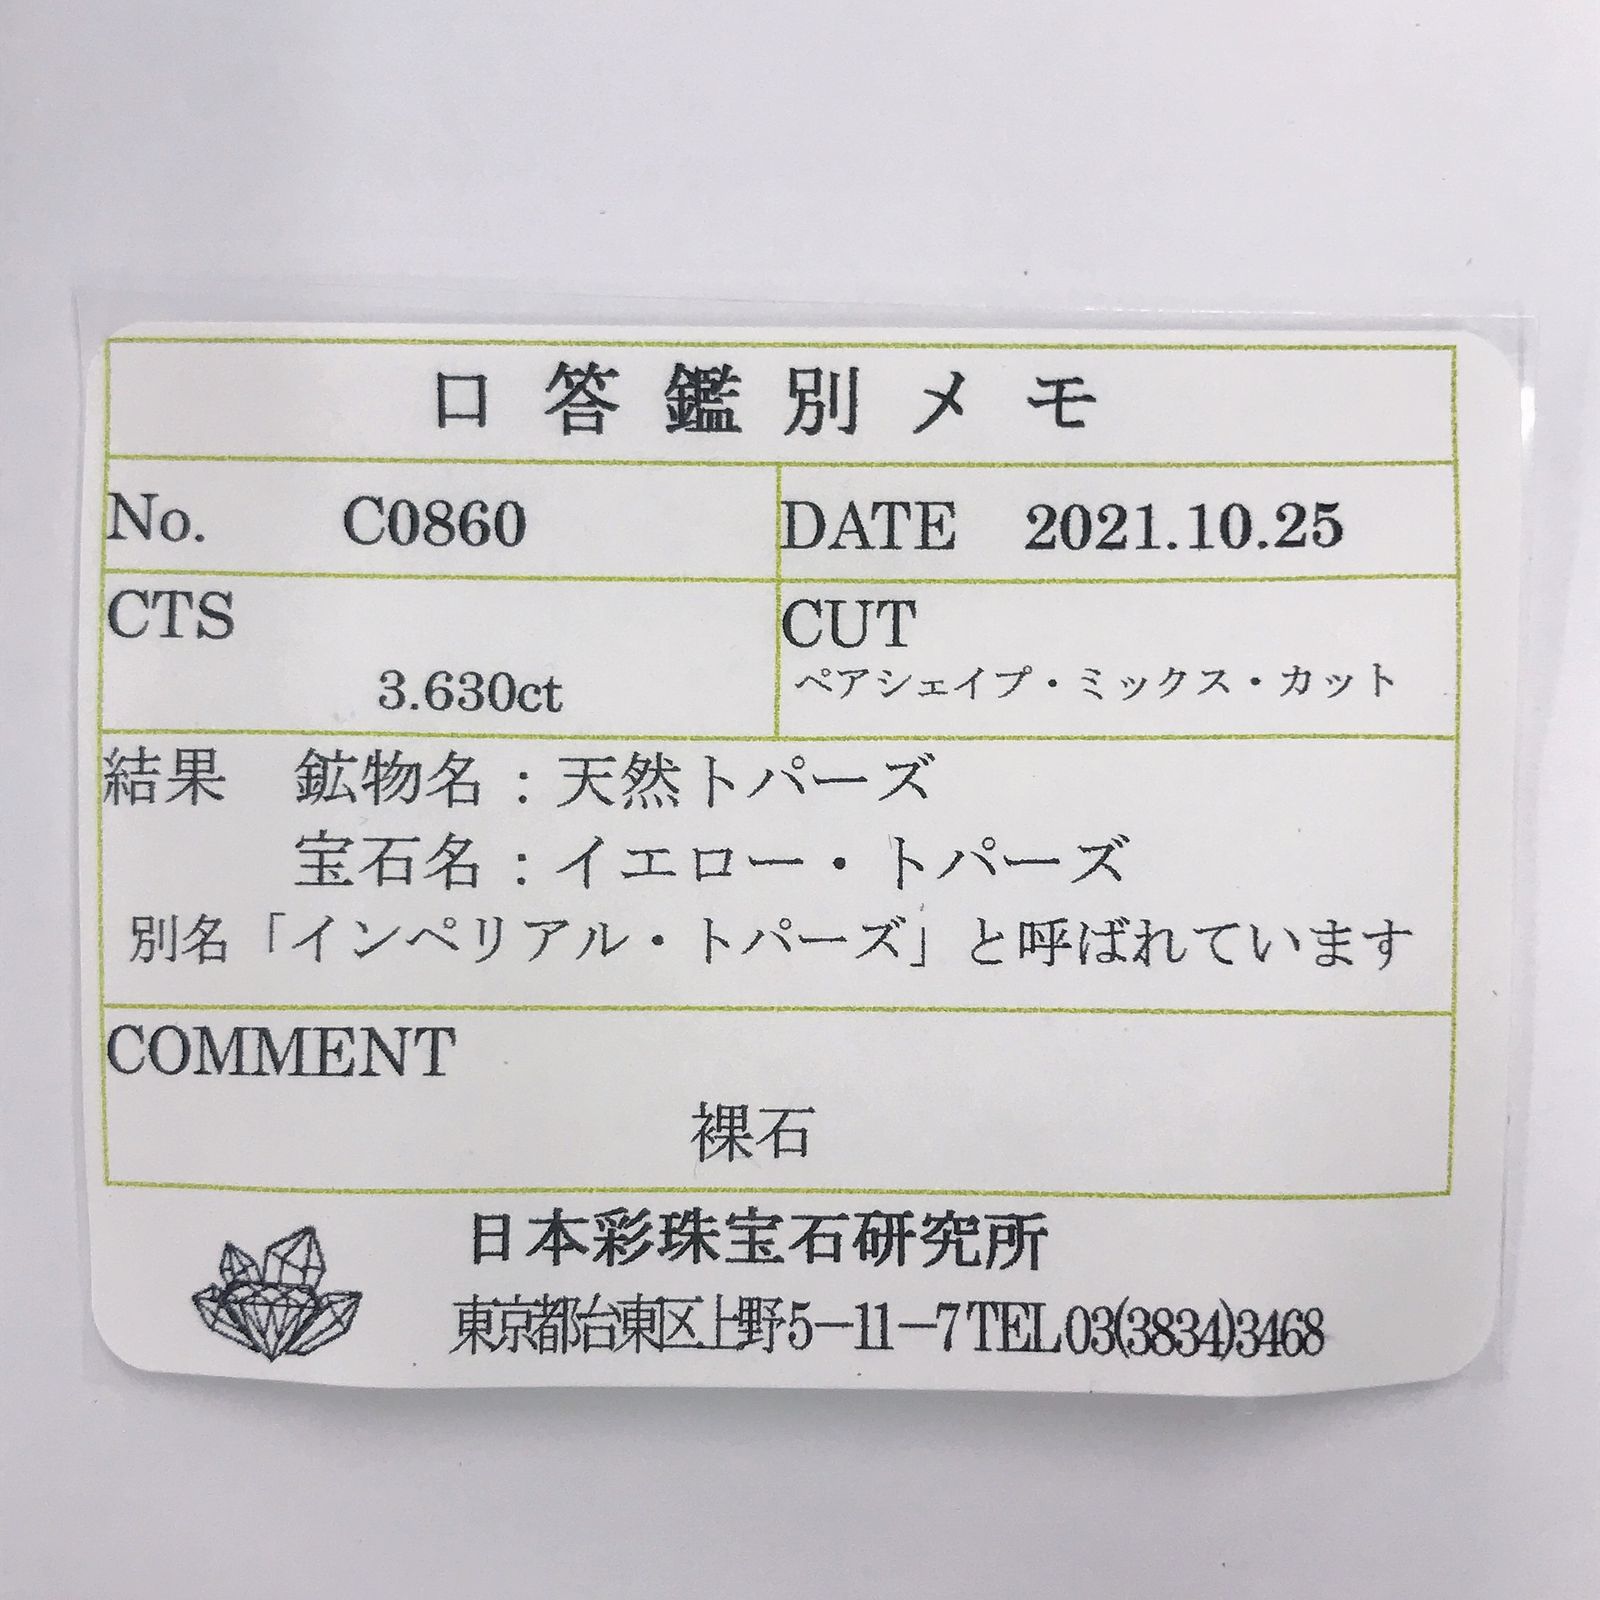 口答鑑別メモ
No. C0860 DATE 2021.10.25
CTS CUT
3.630ct ペアシェイプ・ミックス・カット
結果 鉱物名：天然トパーズ
宝石名：イエロー・トパーズ
別名「インペリアル・トパーズ」と呼ばれています
COMMENT
裸石
日本彩珠宝石研究所
東京都台東区上野5-11-7 TEL 03(3834)3468